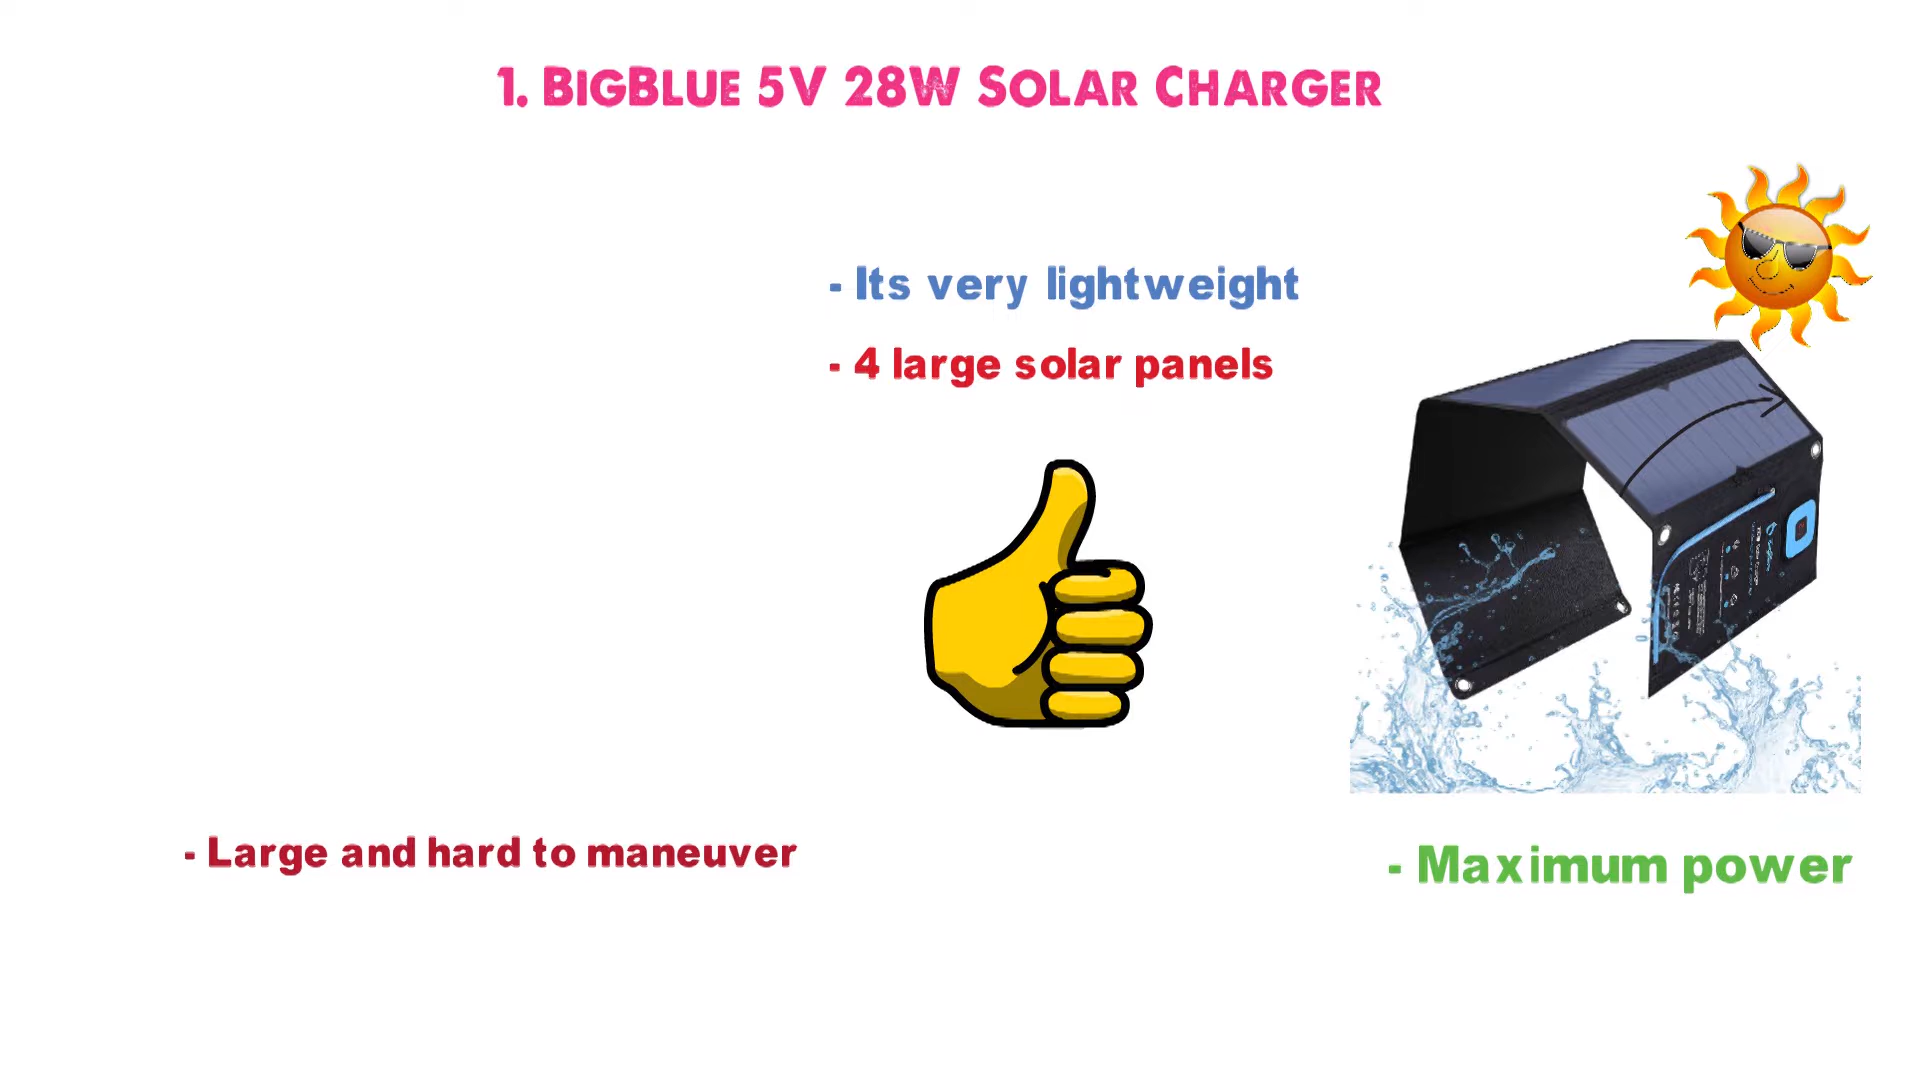 1. BigBlue 5V 28W Solar Charger
- Its very lightweight
- 4 large solar panels
- Large and hard to maneuver
- Maximum power